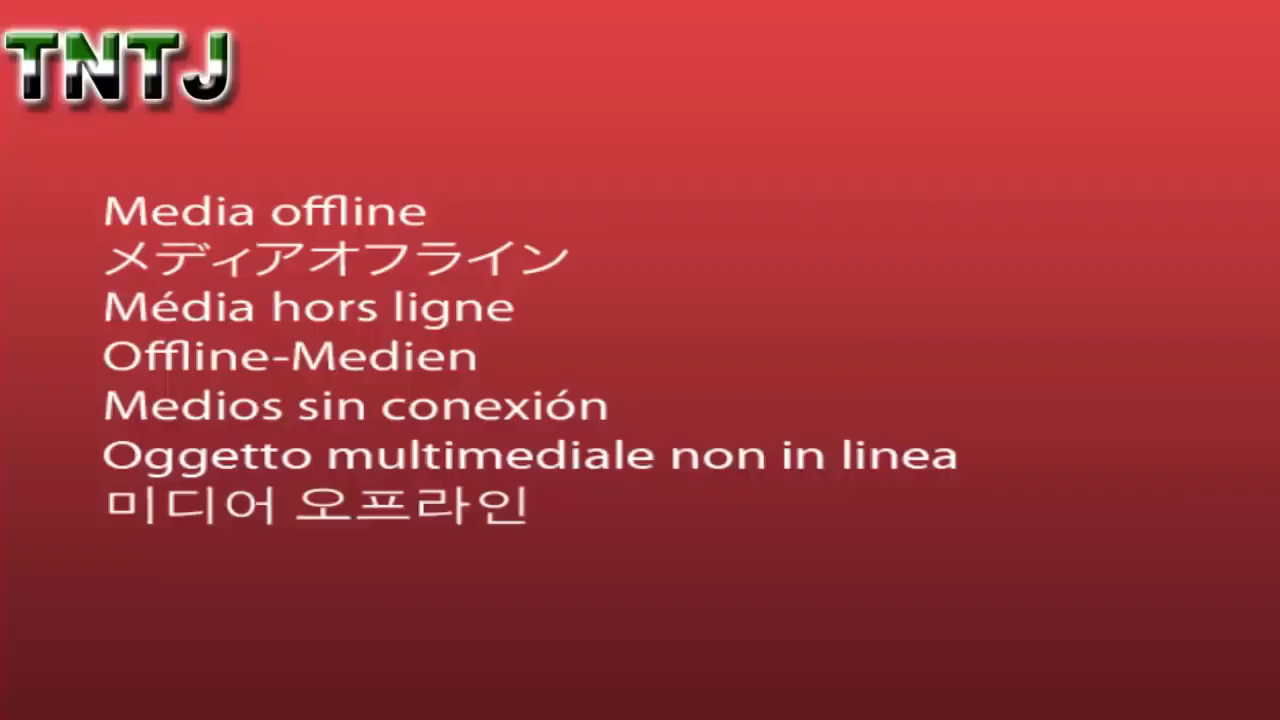 TNTJ
Media offline
メディアオフライン
Média hors ligne
Offline-Medien
Medios sin conexión
Oggetto multimediale non in linea
미디어 오프라인